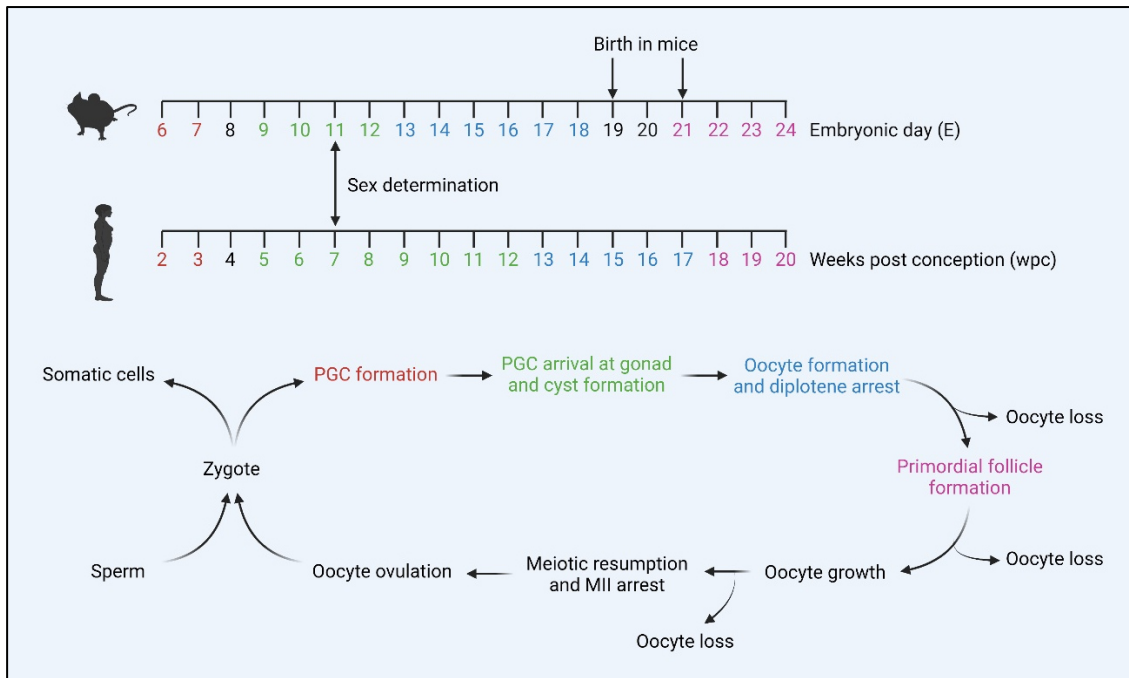 Birth in mice
6 7 8 9 10 11 12 13 14 15 16 17 18 19 20 21 22 23 24 Embryonic day (E)
Sex determination
2 3 4 5 6 7 8 9 10 11 12 13 14 15 16 17 18 19 20 Weeks post conception (wpc)
Somatic cells
PGC formation
PGC arrival at gonad
and cyst formation
Oocyte formation
and diplotene arrest
Oocyte loss
Zygote
Primordial follicle
formation
Sperm
Oocyte ovulation
Meiotic resumption
and MII arrest
Oocyte growth
Oocyte loss
Oocyte loss